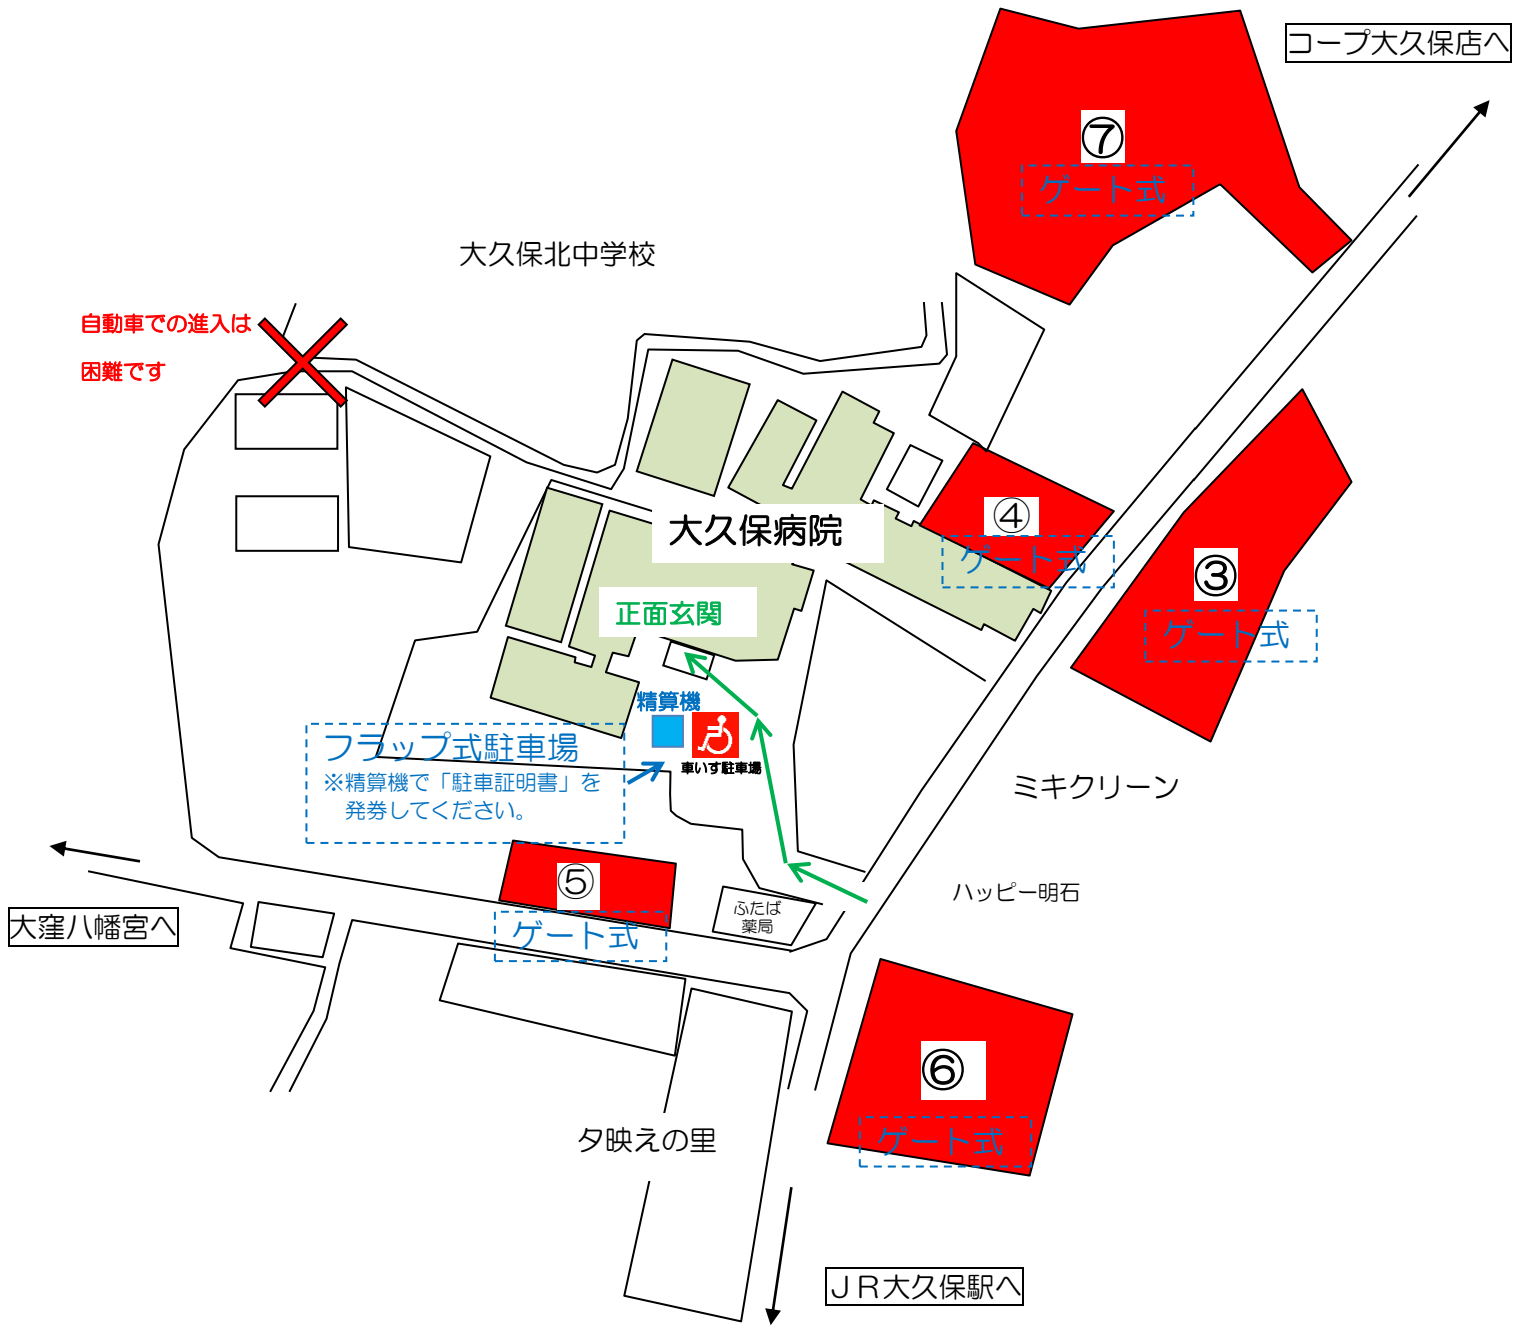 コープ大久保店へ
⑦
ゲート式
大久保北中学校
自動車での進入は
困難です
④
ゲート式
大久保病院
③
ゲート式
正面玄関
精算機
車いす駐車場
フラップ式駐車場
※精算機で「駐車証明書」を
発券してください。
ミキクリーン
⑤
ゲート式
ふたば
薬局
ハッピー明石
大窪八幡宮へ
⑥
ゲート式
夕映えの里
ＪＲ大久保駅へ